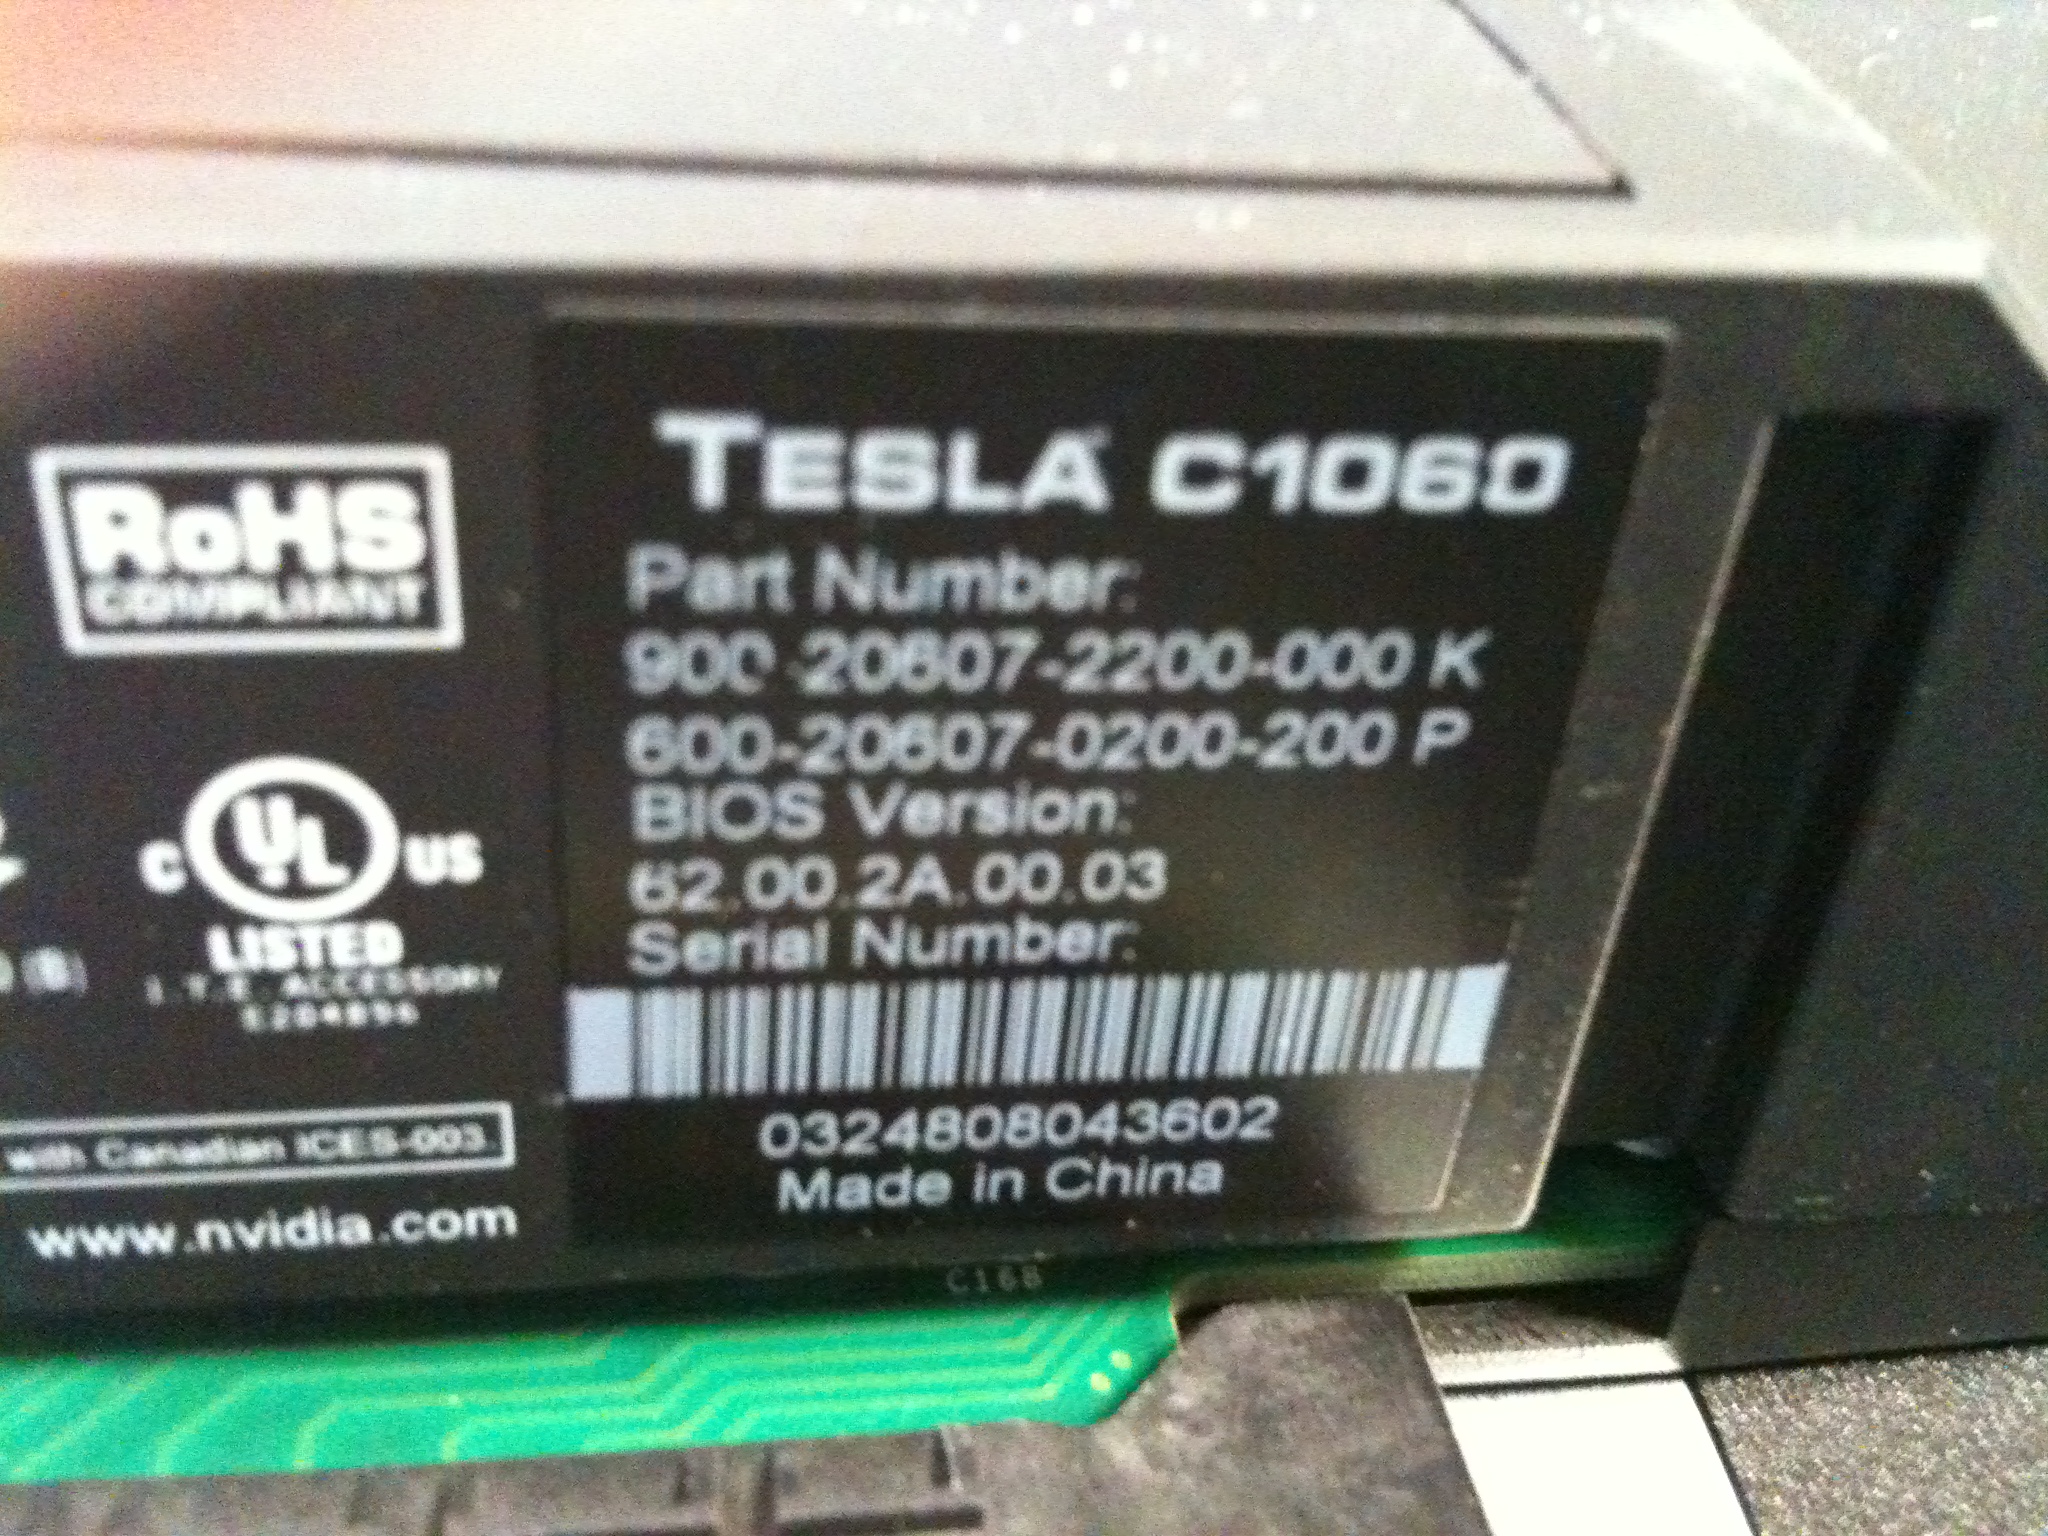 TESLA C1060
Part Number:
900-20607-2200-000 K
600-20607-0200-200 P
BIOS Version:
62.00.2A.00.03
Serial Number:
0324808043602
Made in China
RoHS
COMPLIANT
C UL US
LISTED
I.T.E. ACCESSORY
E204894
with Canadian ICES-003.
www.nvidia.com
C168